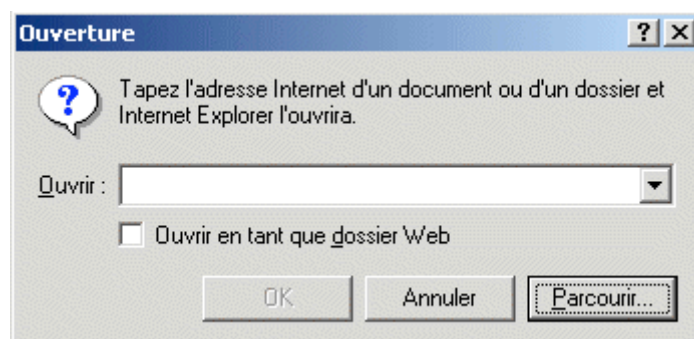 Ouverture
Tapez l'adresse Internet d'un document ou d'un dossier et
Internet Explorer l'ouvrira.
Ouvrir :
Ouvrir en tant que dossier Web
OK Annuler Parcourir...